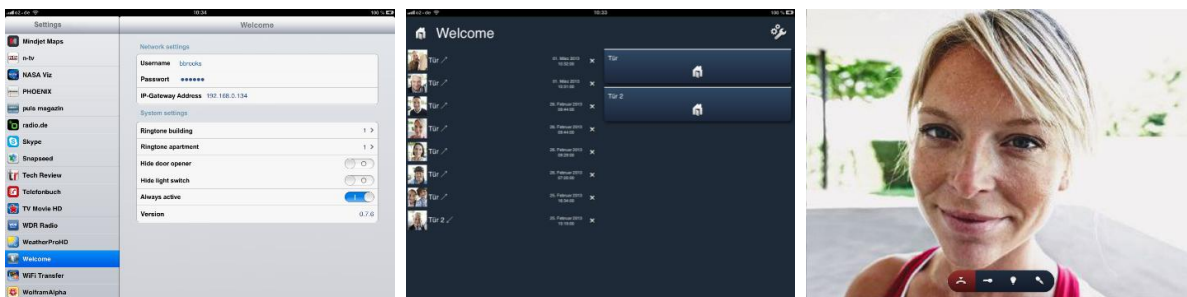 10:34
100 %
Settings
Welcome
Mindjet Maps
n-tv
NASA Viz
PHOENIX
puls magazin
radio.de
Skype
Snapseed
Tech Review
Telefonbuch
TV Movie HD
WDR Radio
WeatherProHD
Welcome
WiFi Transfer
WolframAlpha
Network settings
Username bbrooks
Passwort ●●●●●●
IP-Gateway Address 192.168.0.134
System settings
Ringtone building 1 >
Ringtone apartment 1 >
Hide door opener
Hide light switch
Always active
Version 0.7.6
10:33
100 %
Welcome
Tür
Tür
Tür
Tür
Tür
Tür
Tür
Tür 2
Tür
Tür 2